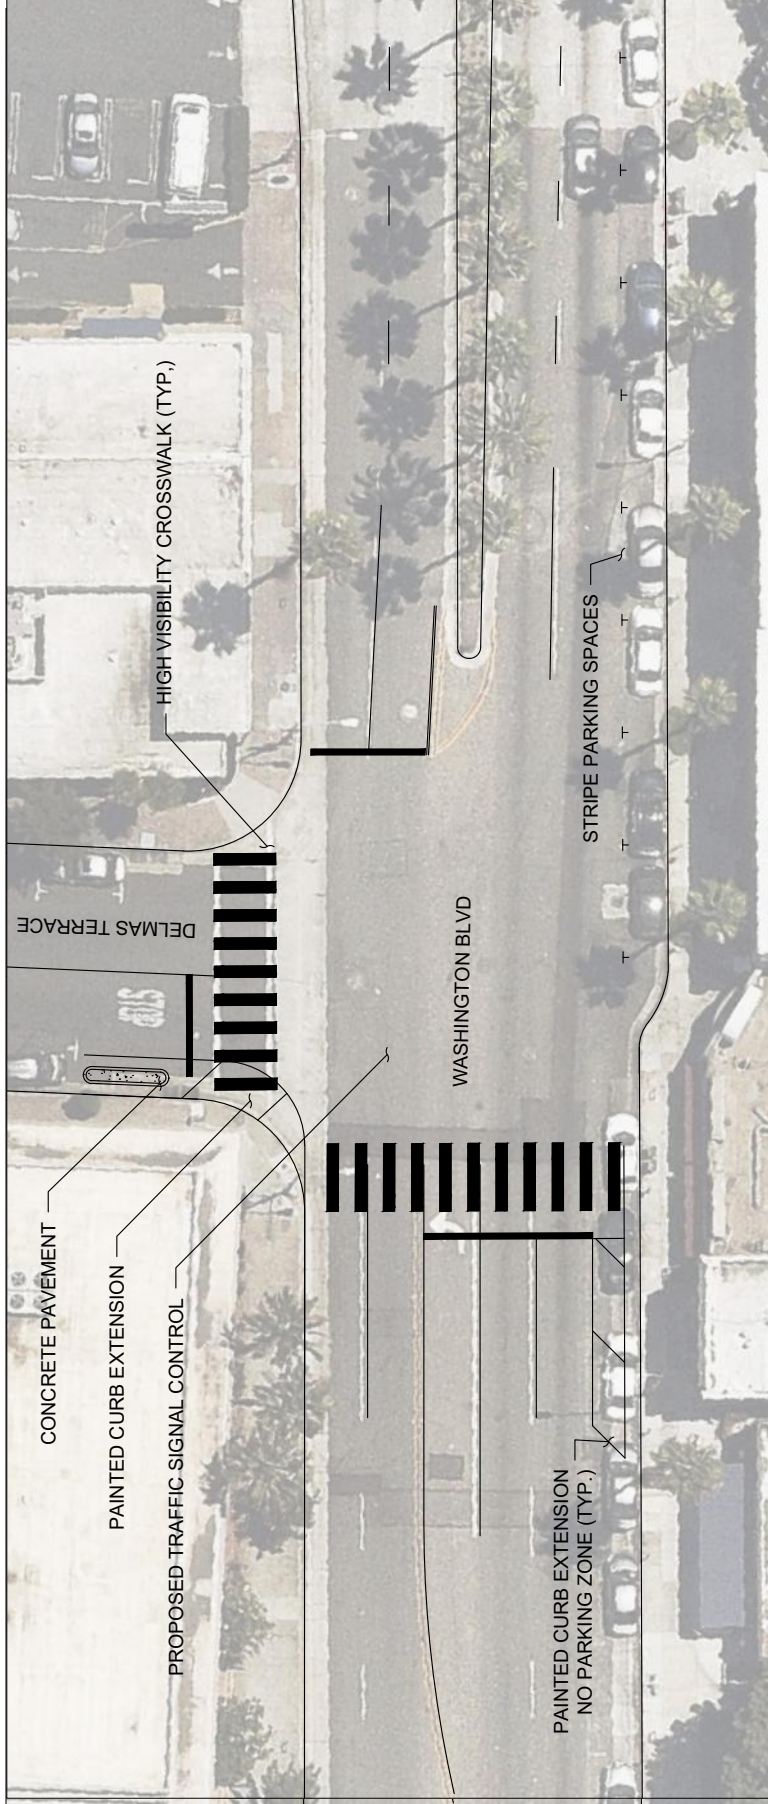 HIGH VISIBILITY CROSSWALK (TYP,)
STRIPE PARKING SPACES
DELMAS TERRACE
STOP
WASHINGTON BLVD
CONCRETE PAVEMENT
PAINTED CURB EXTENSION
PROPOSED TRAFFIC SIGNAL CONTROL
PAINTED CURB EXTENSION
NO PARKING ZONE (TYP.)